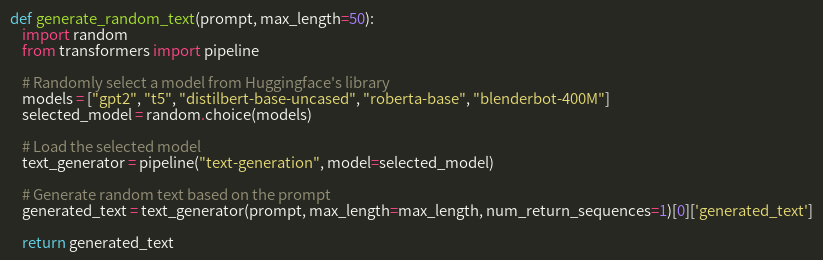 def generate_random_text(prompt, max_length=50):
    import random
    from transformers import pipeline

    # Randomly select a model from Huggingface's library
    models = ["gpt2", "t5", "distilbert-base-uncased", "roberta-base", "blenderbot-400M"]
    selected_model = random.choice(models)

    # Load the selected model
    text_generator = pipeline("text-generation", model=selected_model)

    # Generate random text based on the prompt
    generated_text = text_generator(prompt, max_length=max_length, num_return_sequences=1)[0]['generated_text']

    return generated_text